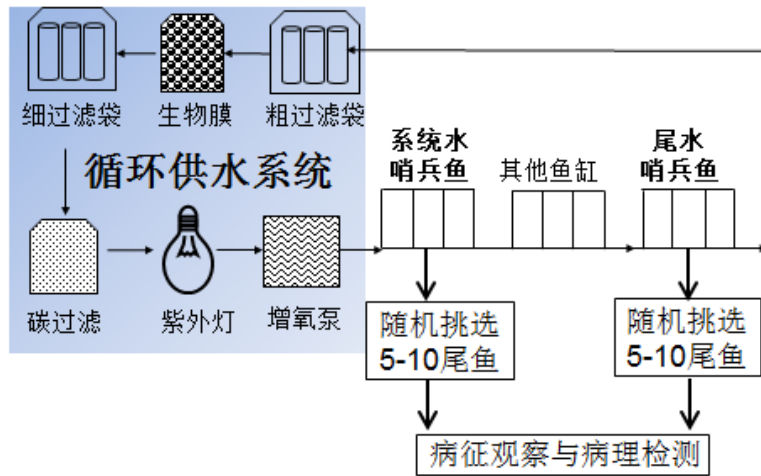 细过滤袋
生物膜
粗过滤袋
循环供水系统
系统水
哨兵鱼
其他鱼缸
尾水
哨兵鱼
碳过滤
紫外灯
增氧泵
随机挑选
5-10尾鱼
随机挑选
5-10尾鱼
病征观察与病理检测